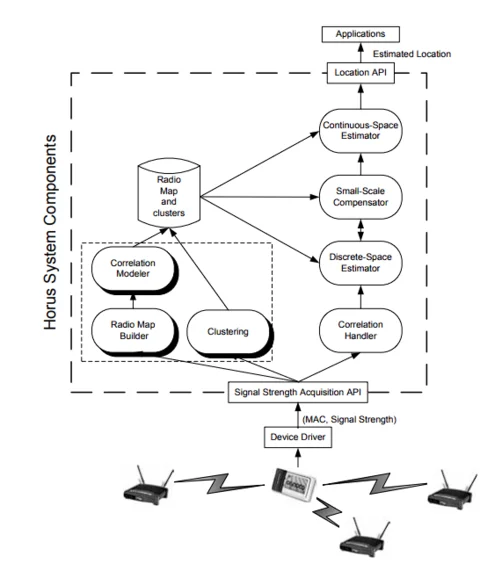 Applications
Estimated Location
Location API
Continuous-Space
Estimator
Radio
Map
and
clusters
Small-Scale
Compensator
Horus System Components
Correlation
Modeler
Discrete-Space
Estimator
Radio Map
Builder
Clustering
Correlation
Handler
Signal Strength Acquisition API
(MAC, Signal Strength)
Device Driver